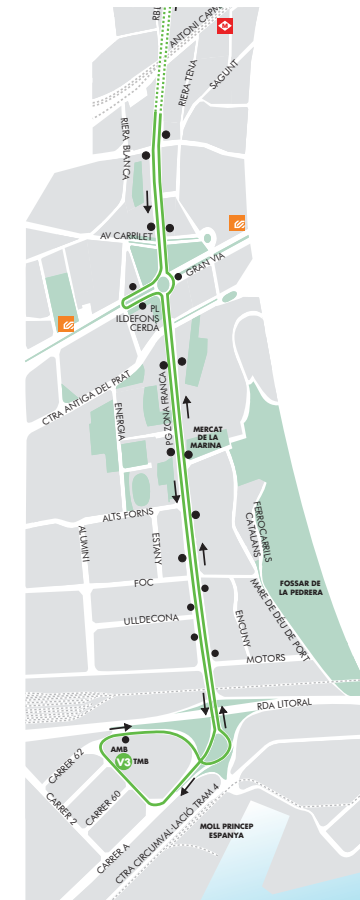 RBL
ANTONI CAPM
M
RIERA TENA
SAGUNT
RIERA BLANCA
AV CARRILET
GRAN VIA
PL
ILDEFONS
CERDÀ
CTRA ANTIGA DEL PRAT
ENERGIA
PG ZONA FRANCA
MERCAT
DE LA
MARINA
ALTS FORNS
ALUMINI
ESTANY
FERROCARRILS
CATALANS
FOC
FOSSAR DE
LA PEDRERA
MARE DE DÉU DE PORT
ULLDECONA
ENCUNY
MOTORS
RDA LITORAL
AMB
V3 TMB
CARRER 62
CARRER 2
CARRER 60
CARRER A
CTRA CIRCUMVAL·LACIÓ TRAM 4
MOLL PRINCEP
ESPANYA